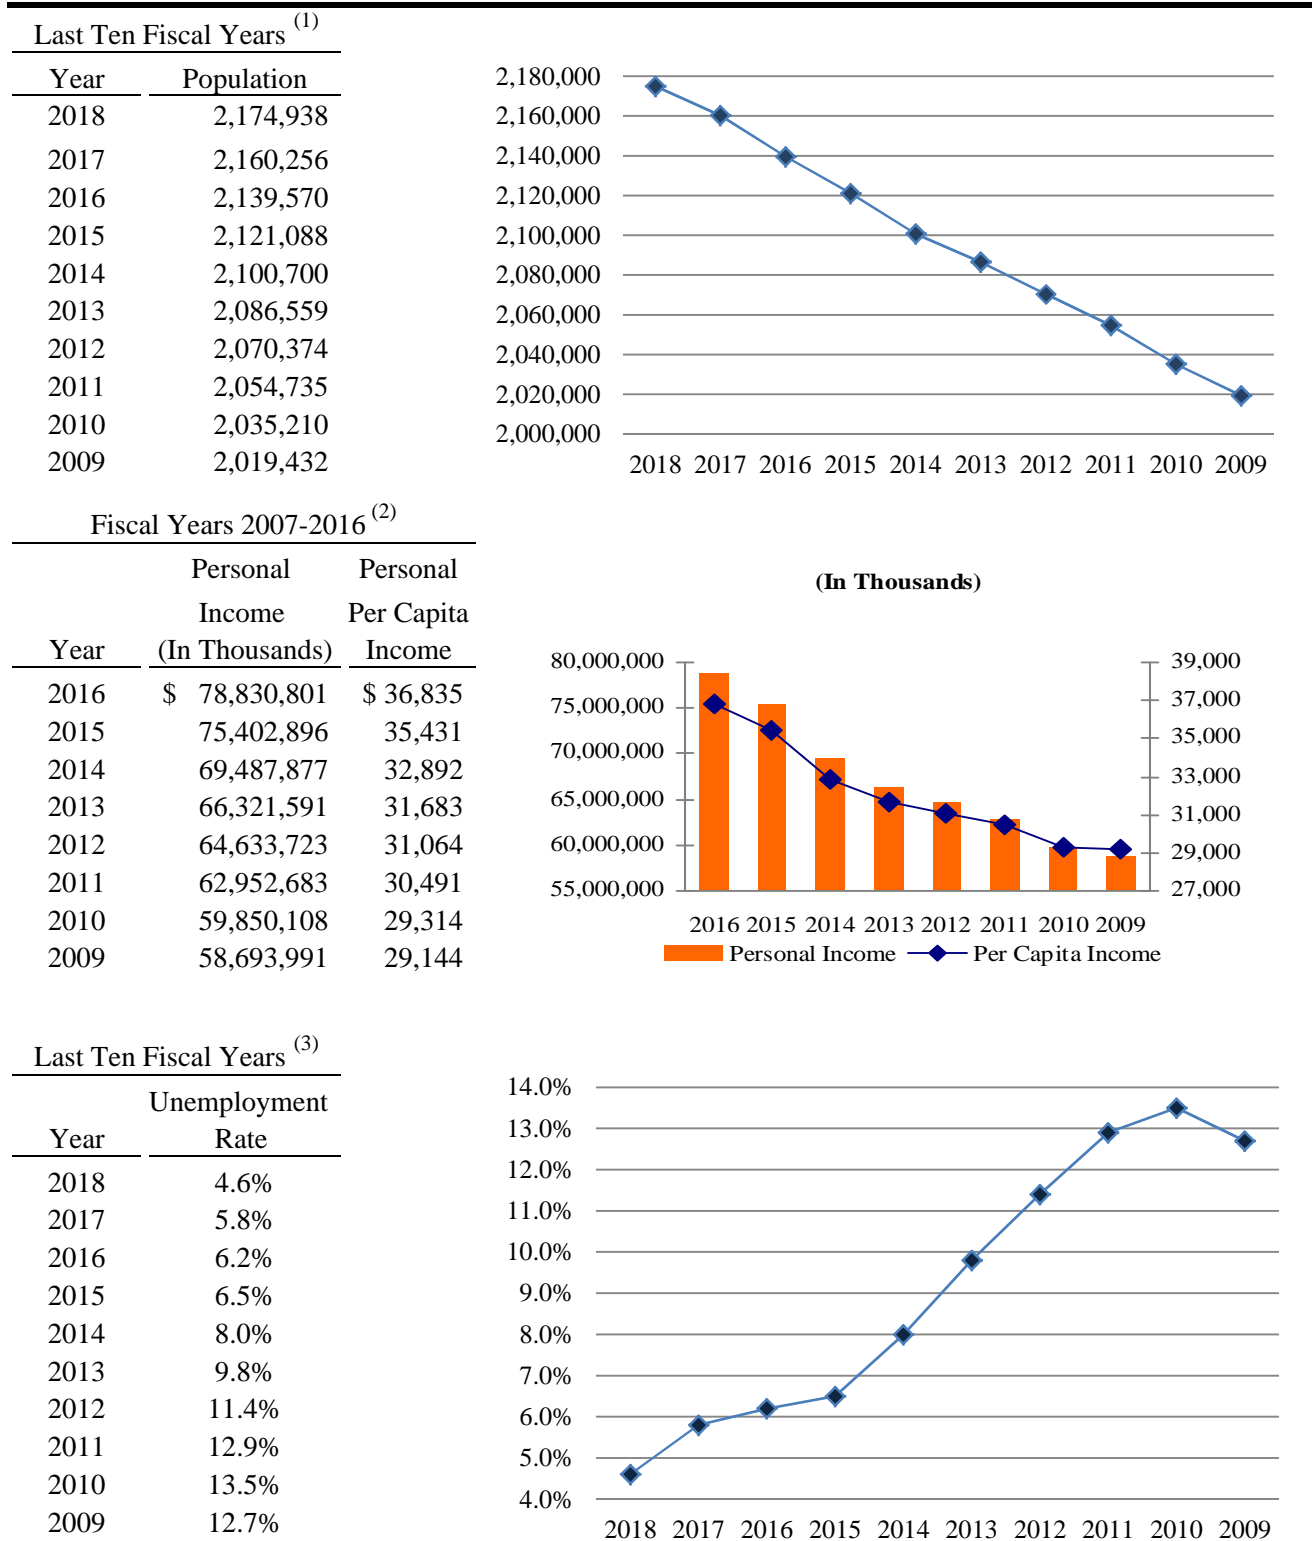 Last Ten Fiscal Years (1)
Year Population
2018 2,174,938
2017 2,160,256
2016 2,139,570
2015 2,121,088
2014 2,100,700
2013 2,086,559
2012 2,070,374
2011 2,054,735
2010 2,035,210
2009 2,019,432
2,180,000
2,160,000
2,140,000
2,120,000
2,100,000
2,080,000
2,060,000
2,040,000
2,020,000
2,000,000
2018 2017 2016 2015 2014 2013 2012 2011 2010 2009
Fiscal Years 2007-2016 (2)
Personal Personal
Income Per Capita
Year (In Thousands) Income
2016 $ 78,830,801 $ 36,835
2015 75,402,896 35,431
2014 69,487,877 32,892
2013 66,321,591 31,683
2012 64,633,723 31,064
2011 62,952,683 30,491
2010 59,850,108 29,314
2009 58,693,991 29,144
(In Thousands)
80,000,000 39,000
75,000,000 37,000
70,000,000 35,000
65,000,000 33,000
60,000,000 31,000
55,000,000 29,000
27,000
2016 2015 2014 2013 2012 2011 2010 2009
Personal Income Per Capita Income
Last Ten Fiscal Years (3)
Unemployment
Year Rate
2018 4.6%
2017 5.8%
2016 6.2%
2015 6.5%
2014 8.0%
2013 9.8%
2012 11.4%
2011 12.9%
2010 13.5%
2009 12.7%
14.0%
13.0%
12.0%
11.0%
10.0%
9.0%
8.0%
7.0%
6.0%
5.0%
4.0%
2018 2017 2016 2015 2014 2013 2012 2011 2010 2009